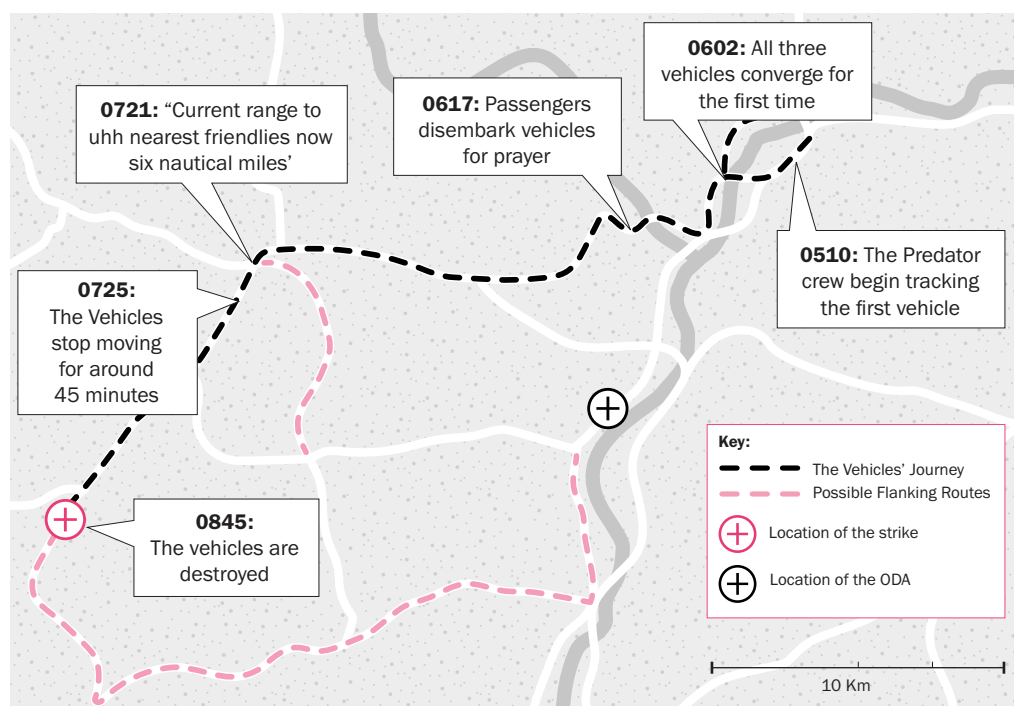 0602: All three
vehicles converge for
the first time
0721: “Current range to
uhh nearest friendlies now
six nautical miles’
0617: Passengers
disembark vehicles
for prayer
0510: The Predator
crew begin tracking
the first vehicle
0725:
The Vehicles
stop moving
for around
45 minutes
0845:
The vehicles are
destroyed
Key:
The Vehicles’ Journey
Possible Flanking Routes
Location of the strike
Location of the ODA
10 Km